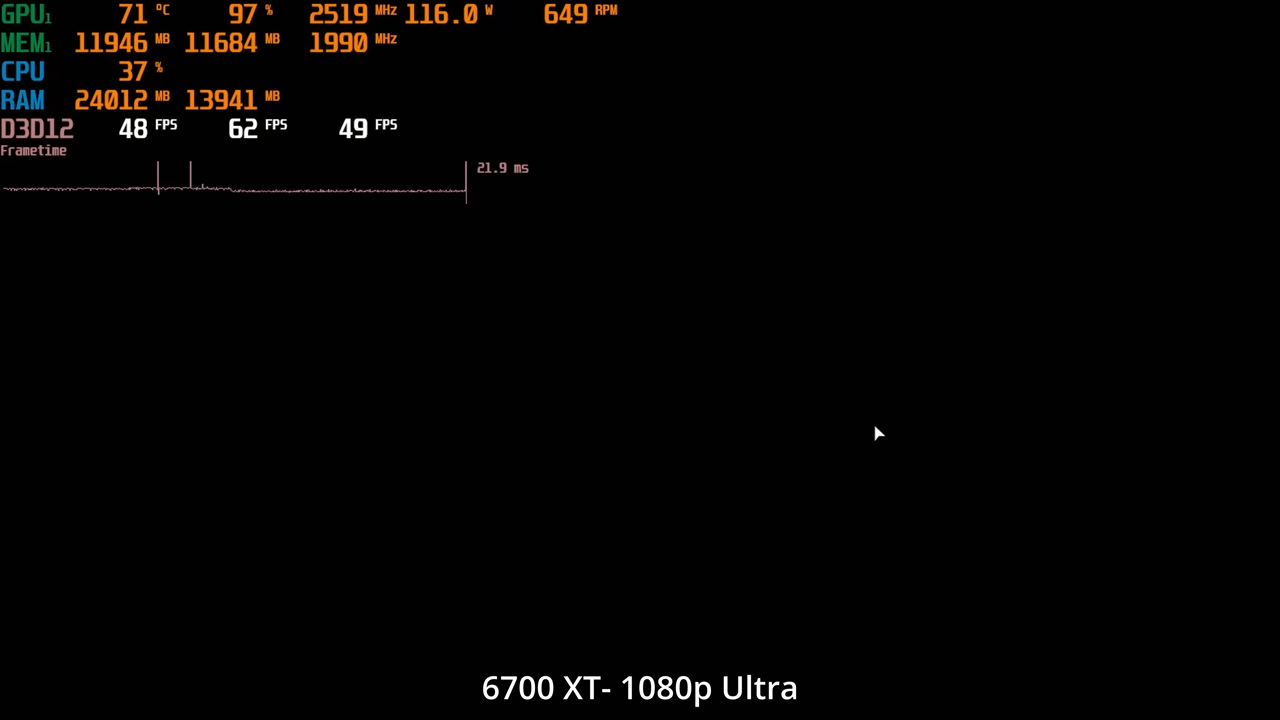 GPU1 71 °C 97 % 2519 MHz 116.0 W 649 RPM
MEM1 11946 MB 11684 MB 1990 MHz
CPU 37 %
RAM 24012 MB 13941 MB
D3D12 48 FPS 62 FPS 49 FPS
Frametime
21.9 ms
6700 XT- 1080p Ultra